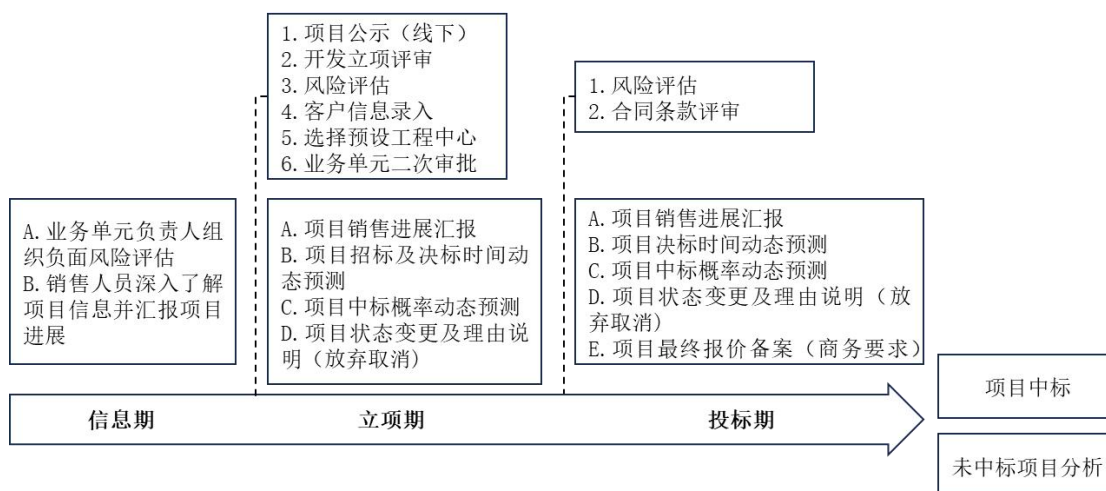 1. 项目公示（线下）
2. 开发立项评审
3. 风险评估
4. 客户信息录入
5. 选择预设工程中心
6. 业务单元二次审批
1. 风险评估
2. 合同条款评审
A. 业务单元负责人组
织负面风险评估
B. 销售人员深入了解
项目信息并汇报项目
进展
A. 项目销售进展汇报
B. 项目招标及决标时间动
态预测
C. 项目中标概率动态预测
D. 项目状态变更及理由说
明（放弃取消)
A. 项目销售进展汇报
B. 项目决标时间动态预测
C. 项目中标概率动态预测
D. 项目状态变更及理由说明（放
弃取消)
E. 项目最终报价备案（商务要求）
信息期
立项期
投标期
项目中标
未中标项目分析